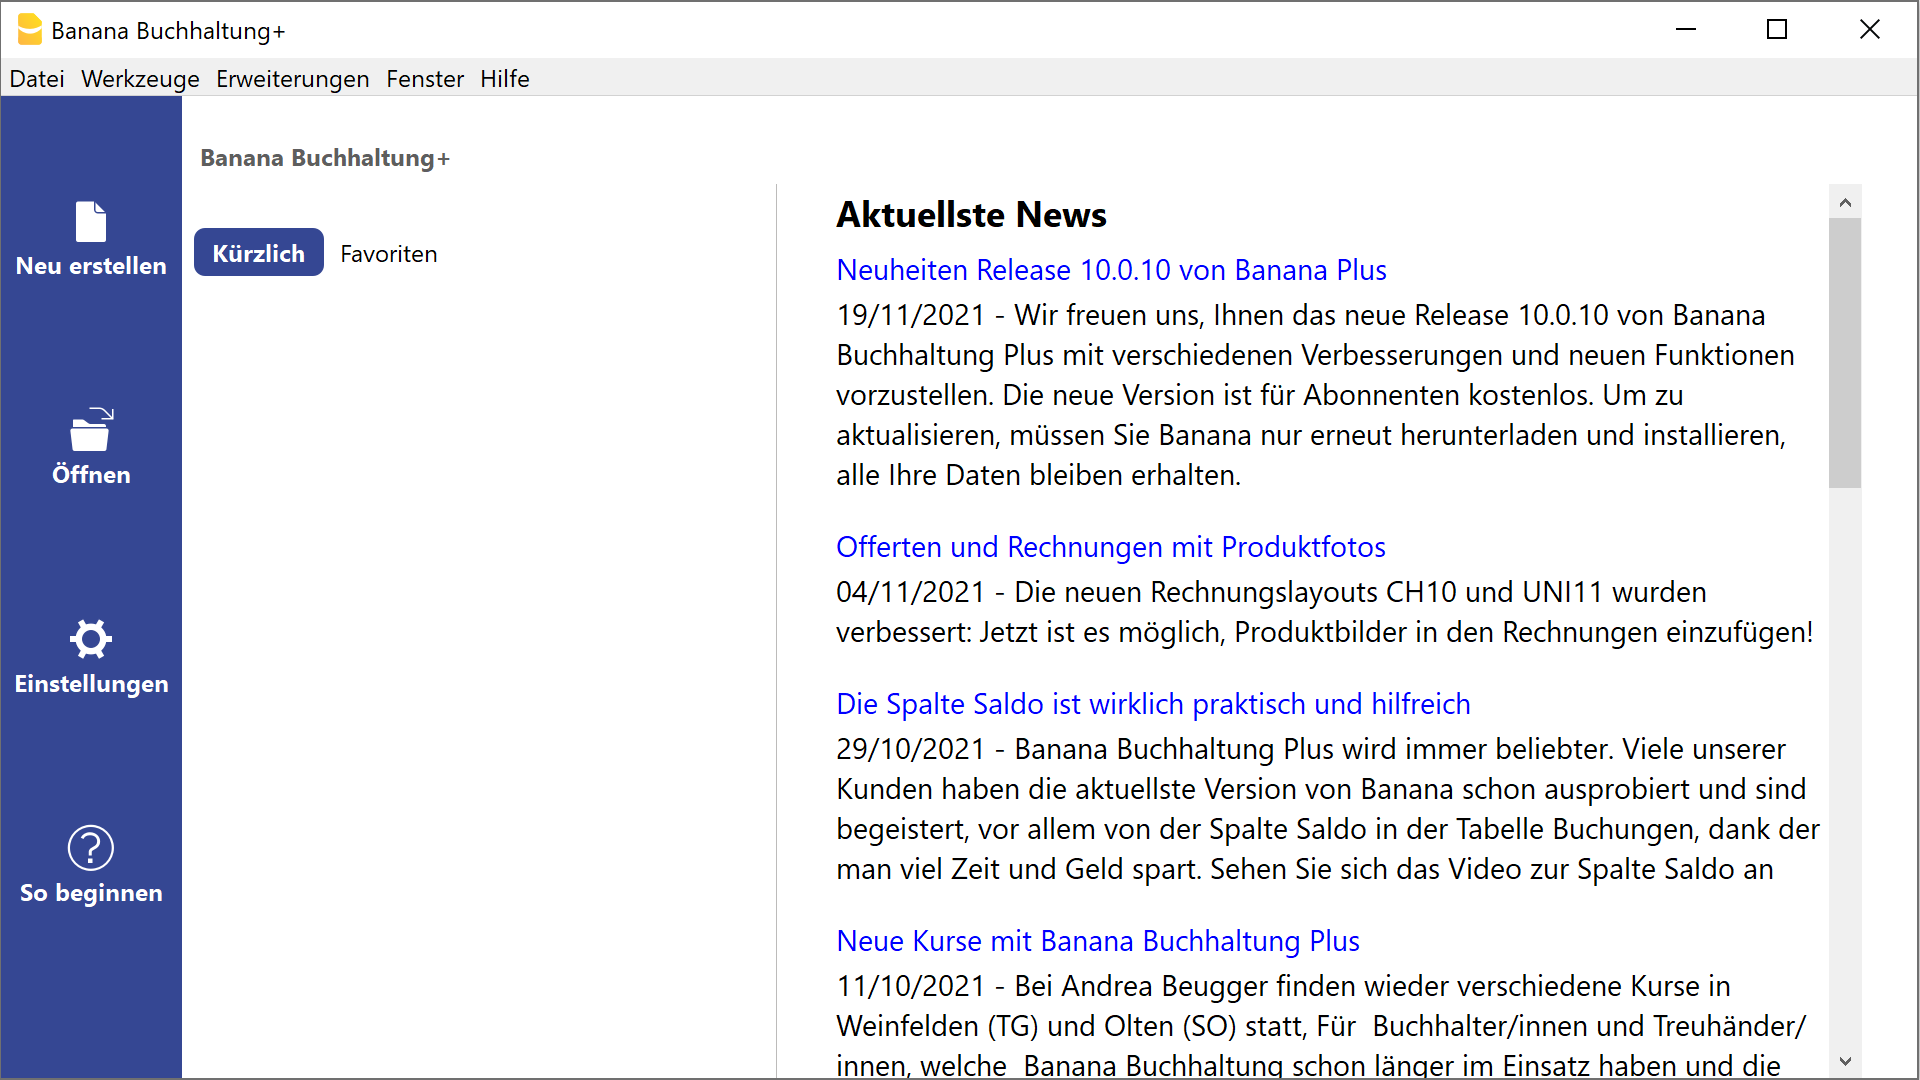 Banana Buchhaltung+
Datei Werkzeuge Erweiterungen Fenster Hilfe
Banana Buchhaltung+
Neu erstellen
Öffnen
Einstellungen
So beginnen
Kürzlich Favoriten
Aktuellste News
Neuheiten Release 10.0.10 von Banana Plus
19/11/2021 - Wir freuen uns, Ihnen das neue Release 10.0.10 von Banana
Buchhaltung Plus mit verschiedenen Verbesserungen und neuen Funktionen
vorzustellen. Die neue Version ist für Abonnenten kostenlos. Um zu
aktualisieren, müssen Sie Banana nur erneut herunterladen und installieren,
alle Ihre Daten bleiben erhalten.
Offerten und Rechnungen mit Produktfotos
04/11/2021 - Die neuen Rechnungslayouts CH10 und UNI11 wurden
verbessert: Jetzt ist es möglich, Produktbilder in den Rechnungen einzufügen!
Die Spalte Saldo ist wirklich praktisch und hilfreich
29/10/2021 - Banana Buchhaltung Plus wird immer beliebter. Viele unserer
Kunden haben die aktuellste Version von Banana schon ausprobiert und sind
begeistert, vor allem von der Spalte Saldo in der Tabelle Buchungen, dank der
man viel Zeit und Geld spart. Sehen Sie sich das Video zur Spalte Saldo an
Neue Kurse mit Banana Buchhaltung Plus
11/10/2021 - Bei Andrea Beugger finden wieder verschiedene Kurse in
Weinfelden (TG) und Olten (SO) statt, Für  Buchhalter/innen und Treuhänder/
innen, welche  Banana Buchhaltung schon länger im Einsatz haben und die